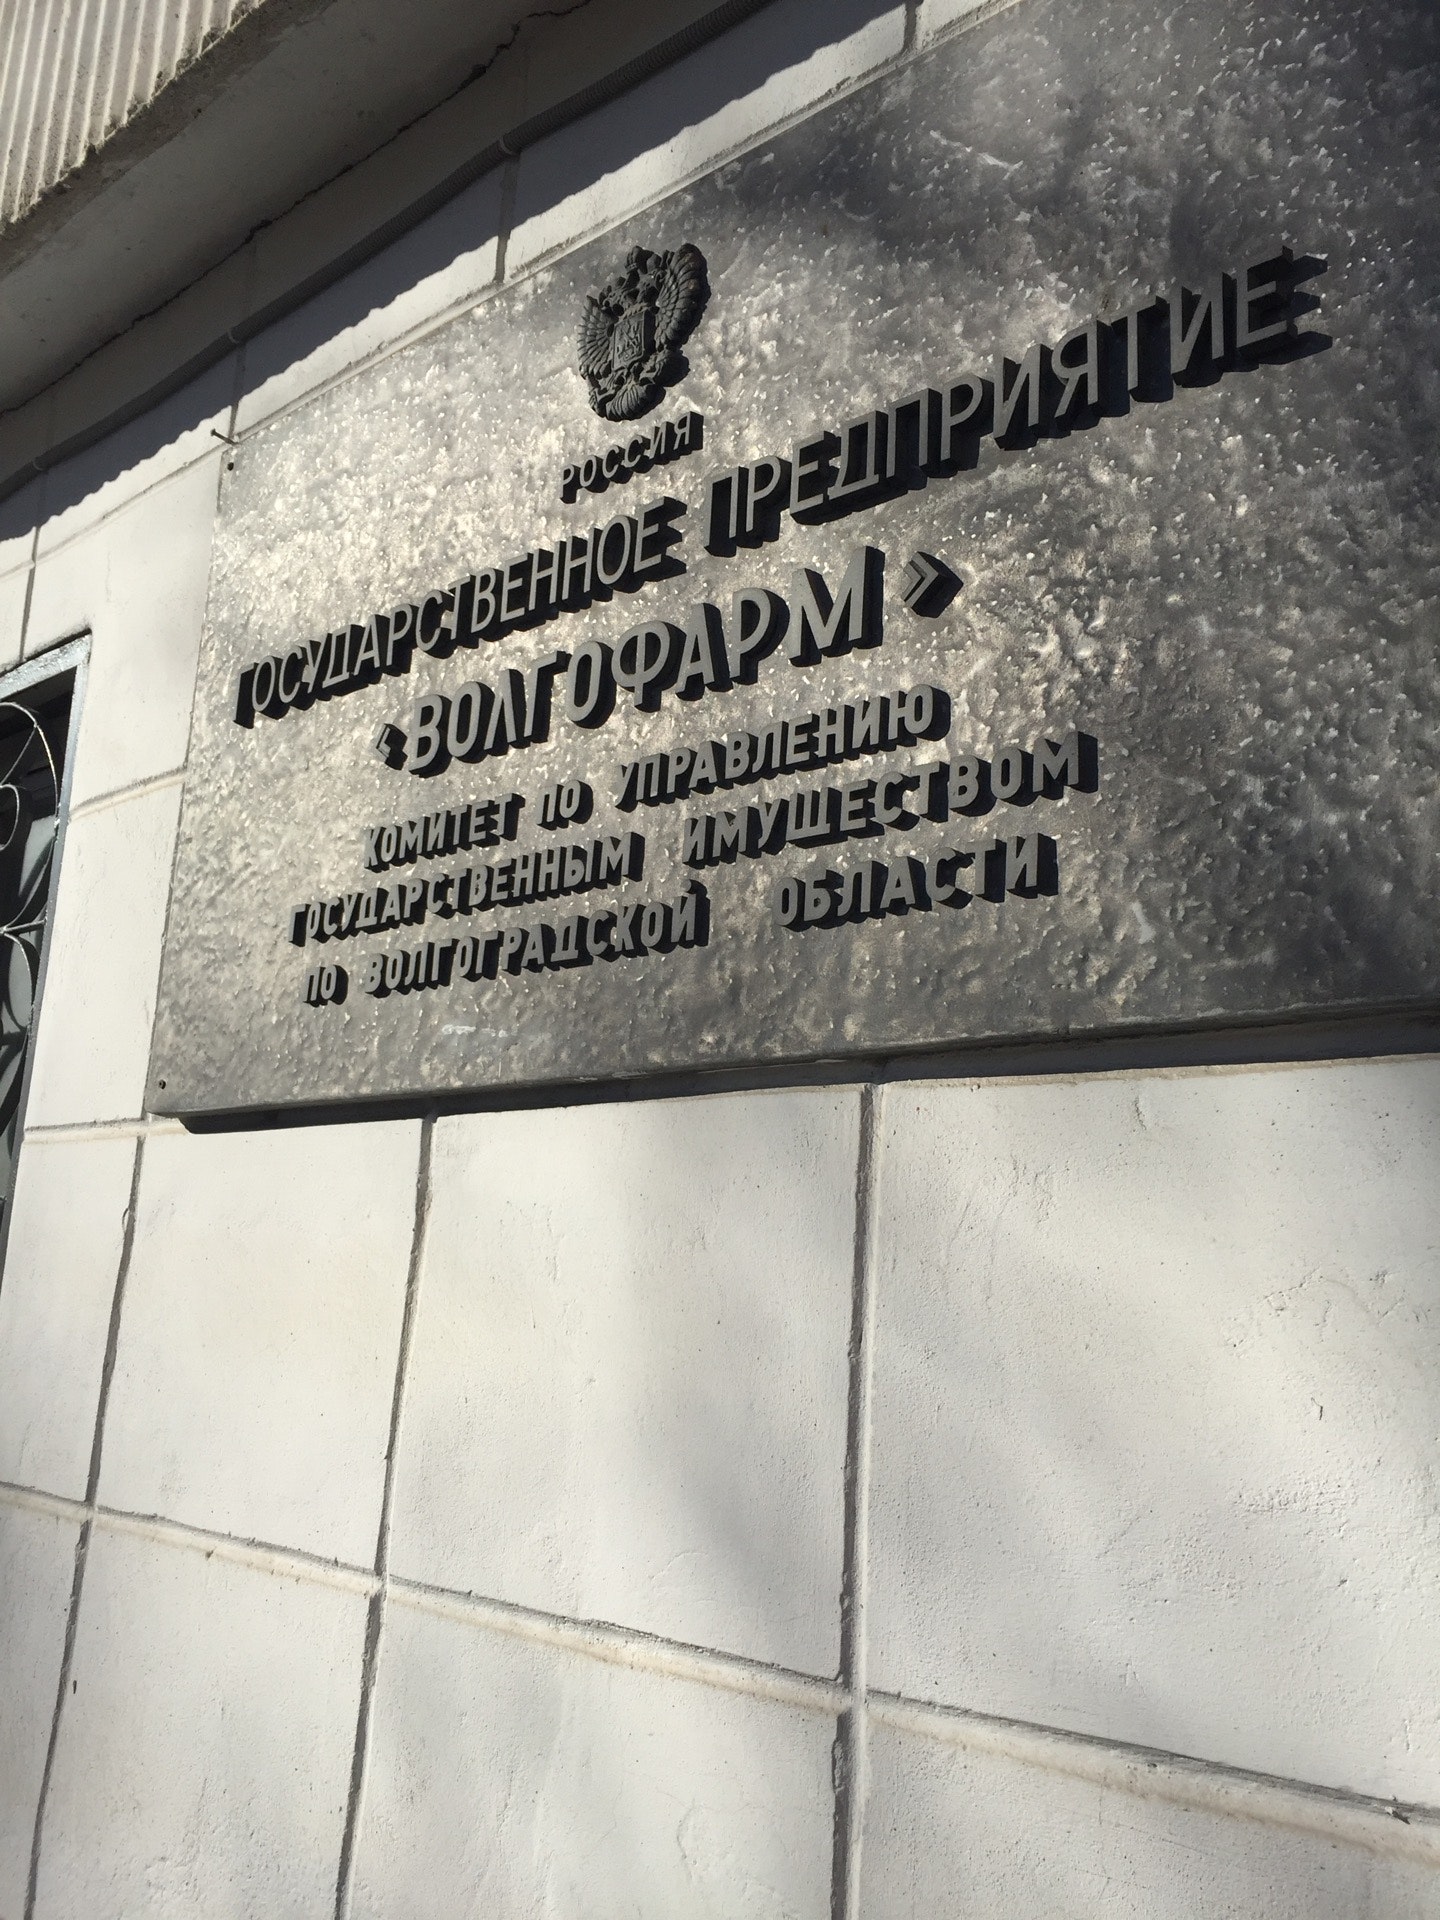 РОССИЯ
ГОСУДАРСТВЕННОЕ ПРЕДПРИЯТИЕ
«ВОЛГОФАРМ»
КОМИТЕТ ПО УПРАВЛЕНИЮ
ГОСУДАРСТВЕННЫМ ИМУЩЕСТВОМ
ПО ВОЛГОГРАДСКОЙ ОБЛАСТИ